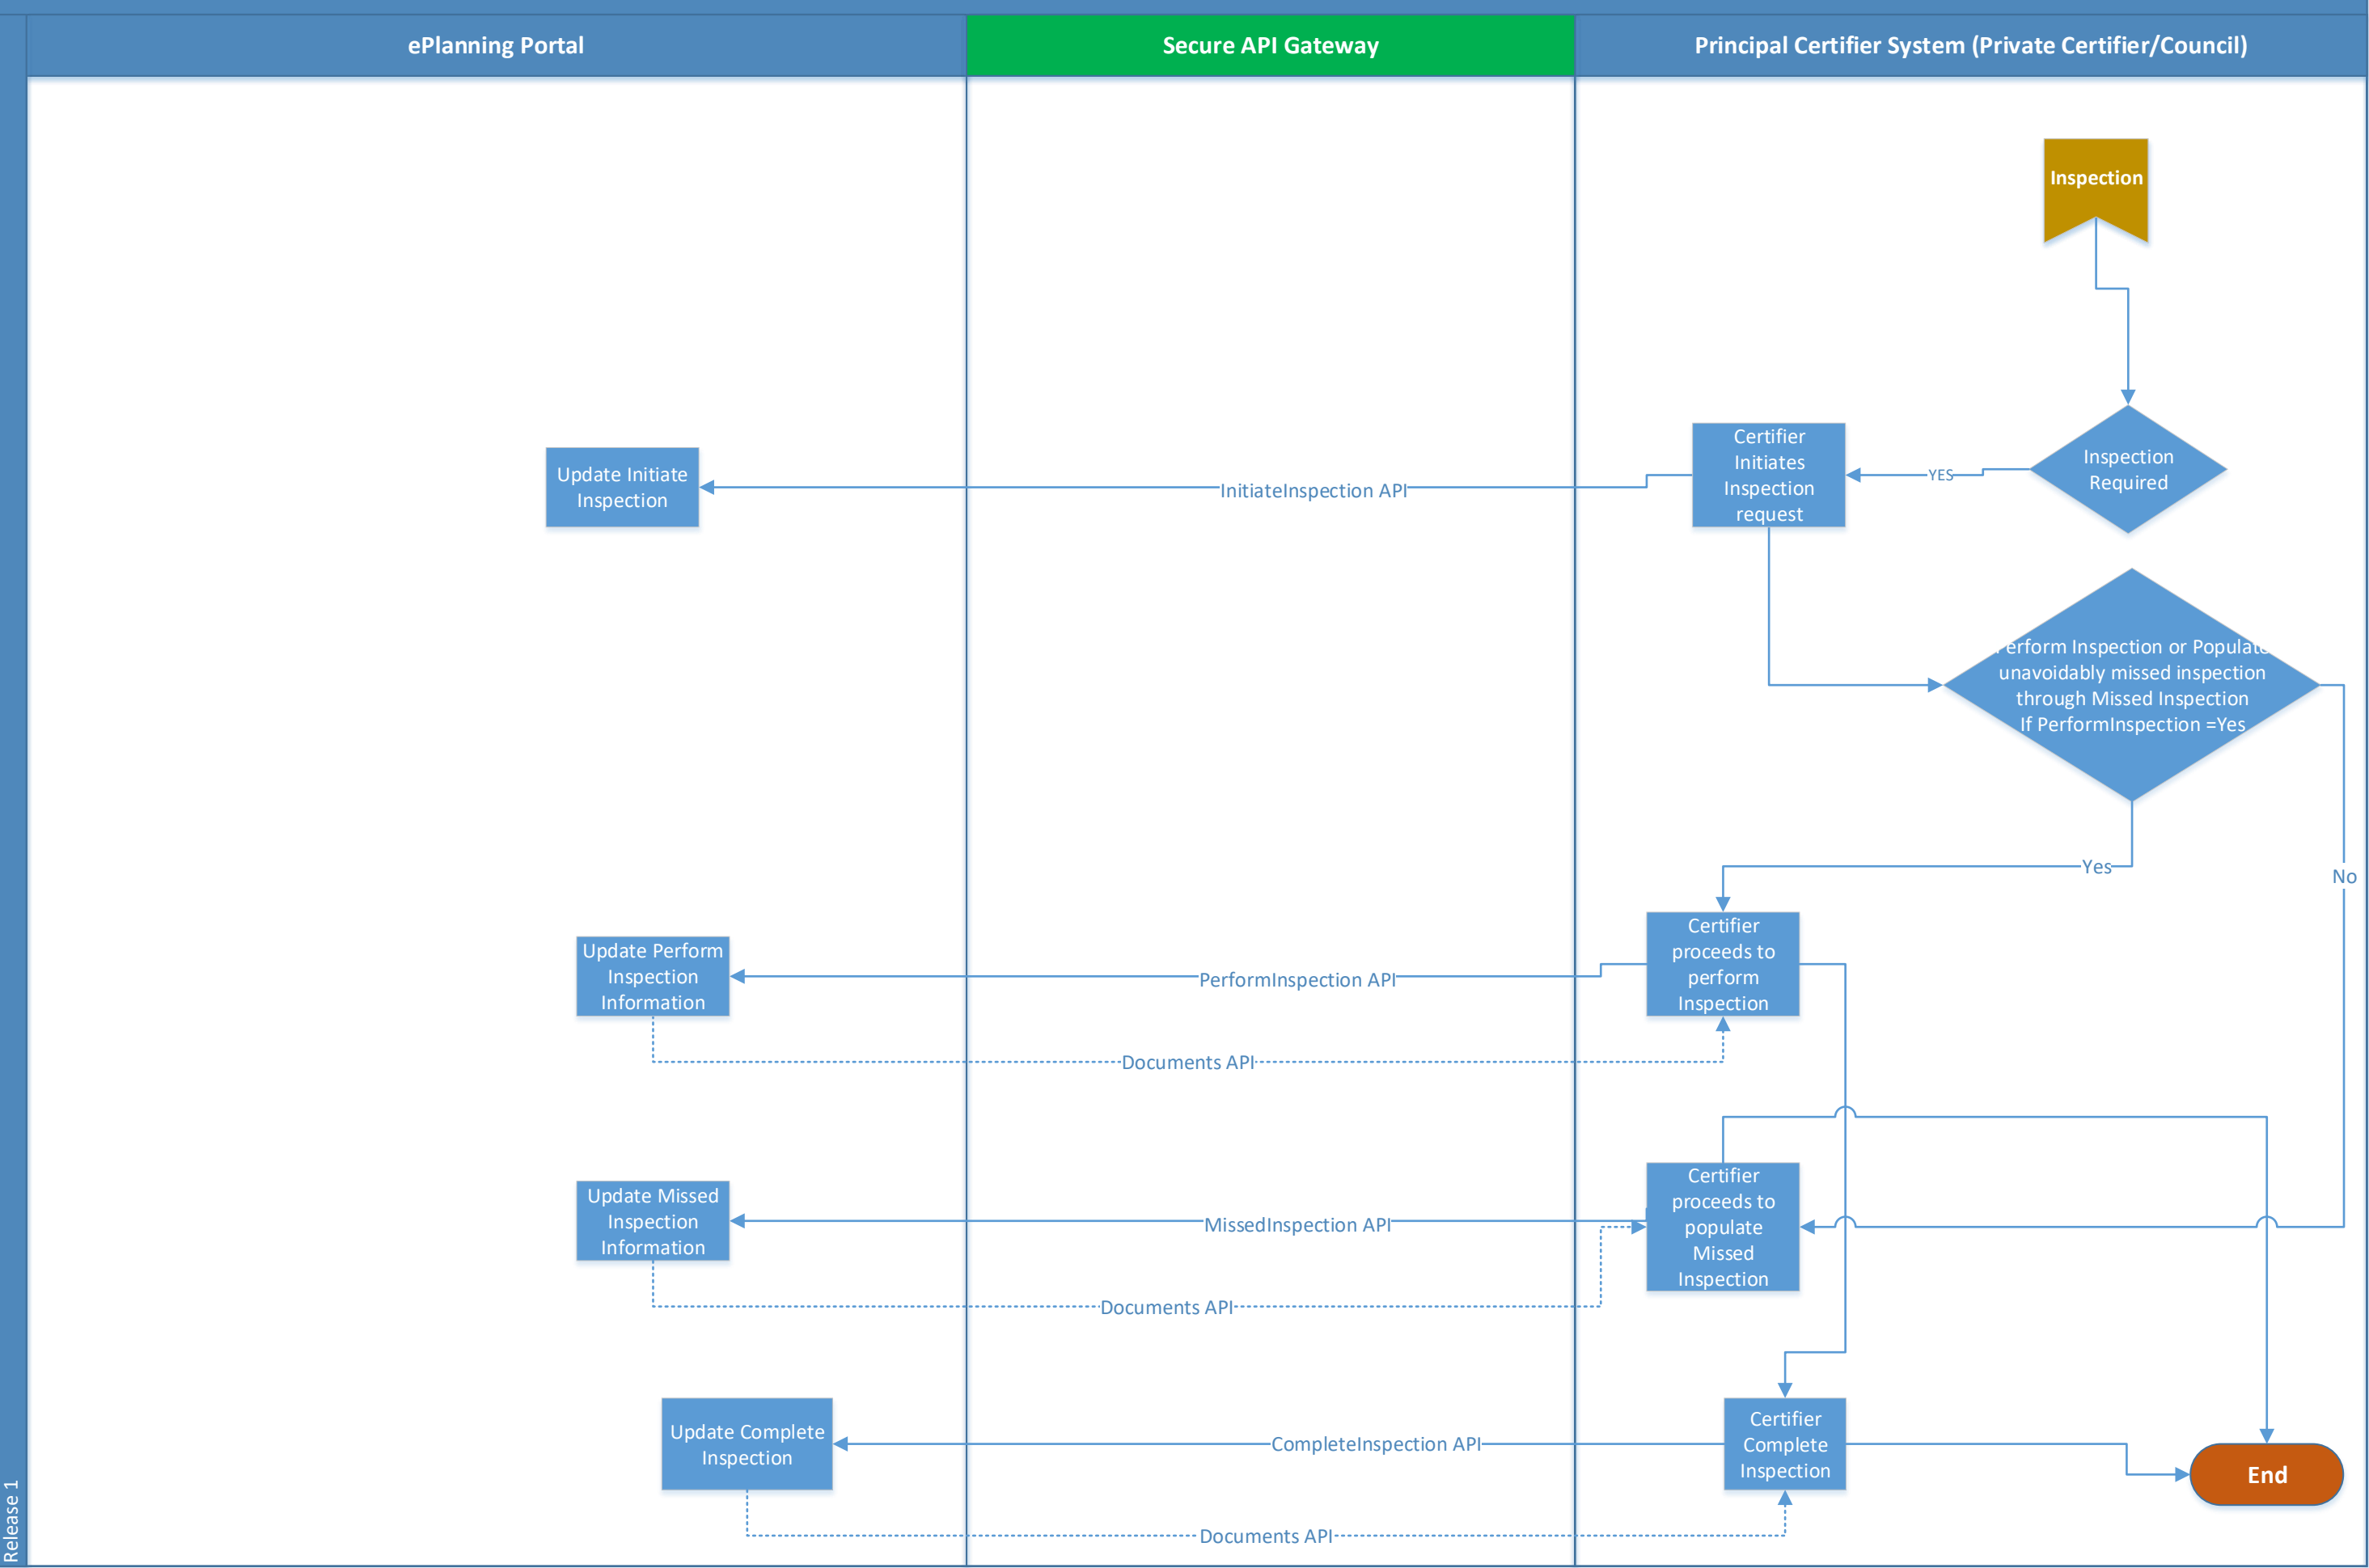 ePlanning Portal
Secure API Gateway
Principal Certifier System (Private Certifier/Council)
Inspection
Inspection
Required
YES
Certifier
Initiates
Inspection
request
InitiateInspection API
Update Initiate
Inspection
erform Inspection or Populate
unavoidably missed inspection
through Missed Inspection
If PerformInspection =Yes
Yes
No
Certifier
proceeds to
perform
Inspection
PerformInspection API
Update Perform
Inspection
Information
Documents API
Certifier
proceeds to
populate
Missed
Inspection
MissedInspection API
Update Missed
Inspection
Information
Documents API
Certifier
Complete
Inspection
CompleteInspection API
Update Complete
Inspection
Documents API
End
Release 1